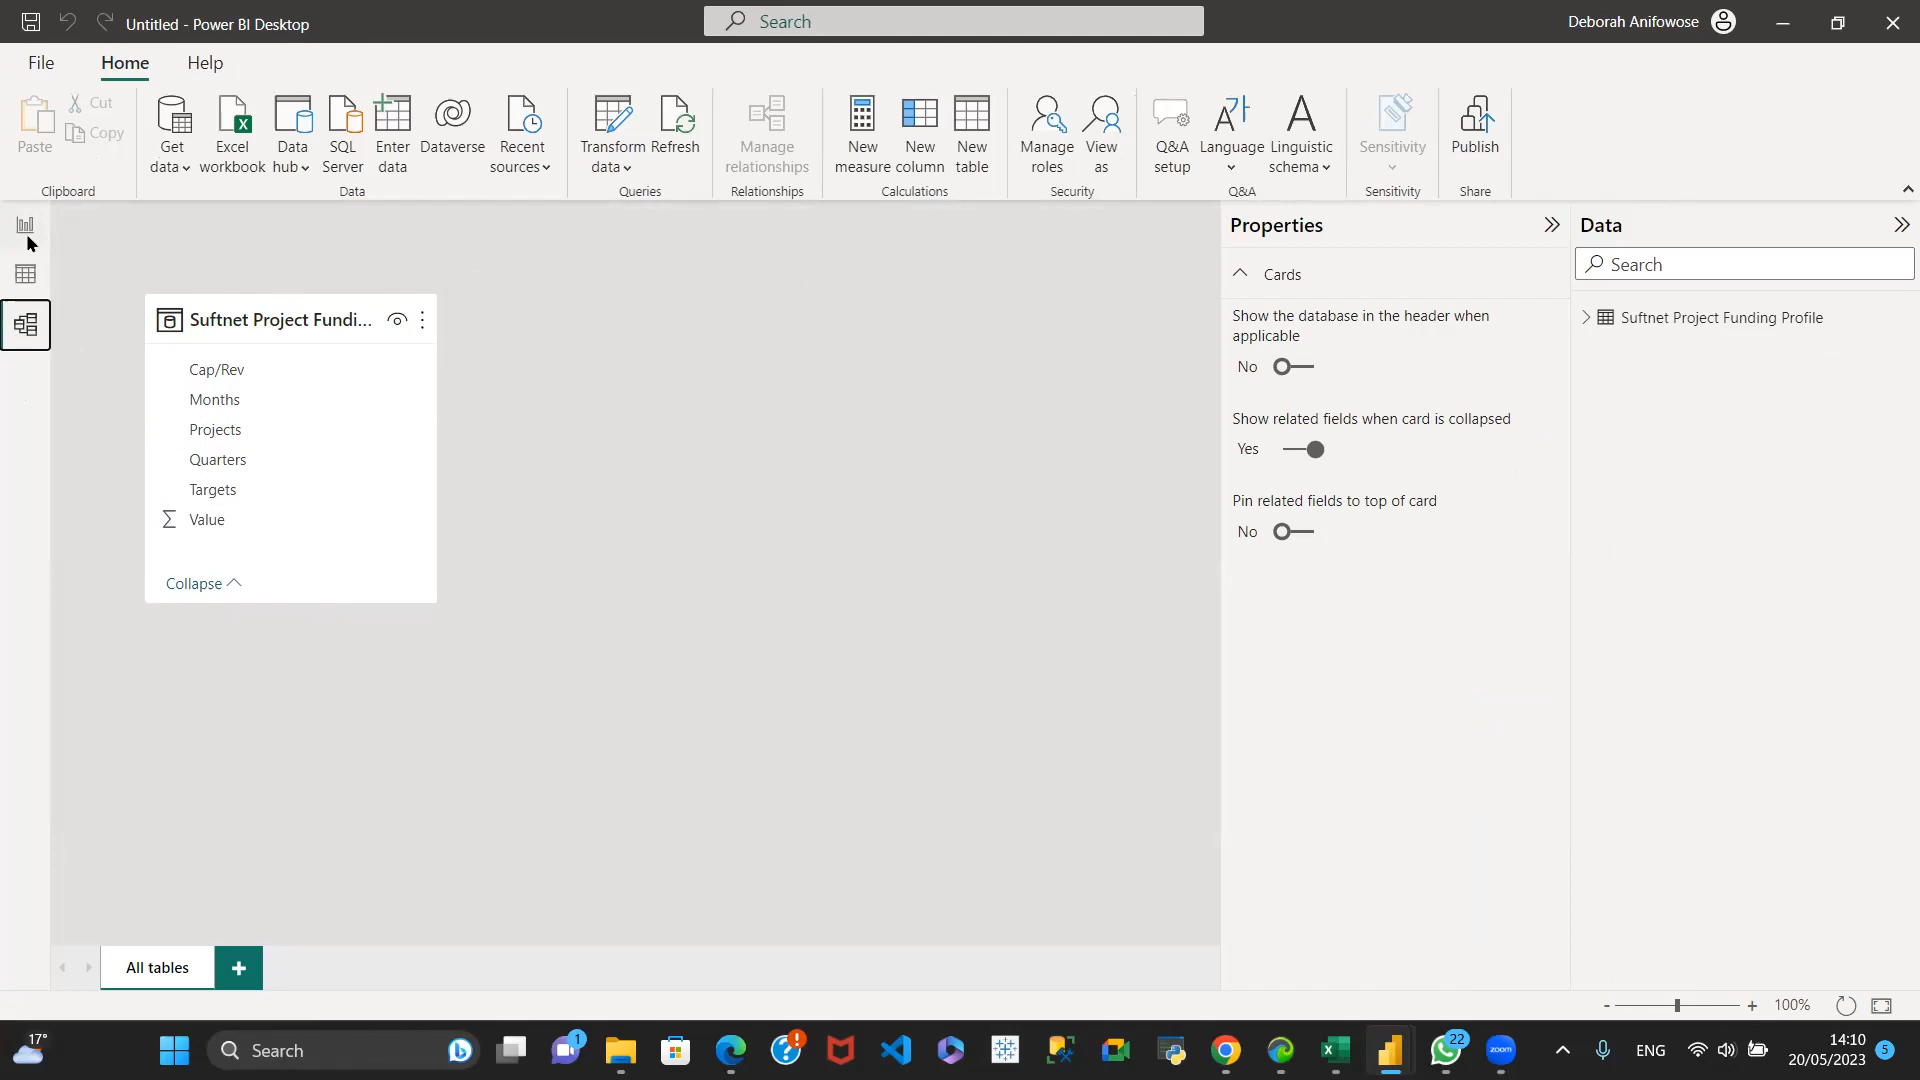 Untitled - Power BI Desktop
Search
Deborah Anifowose
File
Home
Help
Paste
Cut
Copy
Get data
Excel workbook
Data hub
SQL Server
Enter data
Dataverse
Recent sources
Transform data
Refresh
Manage relationships
New measure
New column
New table
Manage roles
View as
Q&A setup
Language
Linguistic schema
Sensitivity
Publish
Clipboard
Data
Queries
Relationships
Calculations
Security
Q&A
Sensitivity
Share
Suftnet Project Fundi...
Cap/Rev
Months
Projects
Quarters
Targets
Value
Collapse
Properties
Cards
Show the database in the header when
applicable
No
Show related fields when card is collapsed
Yes
Pin related fields to top of card
No
Data
Search
Suftnet Project Funding Profile
All tables
+
- + 100%
17°
Search
1
22
zoom
ENG
14:10
20/05/2023
5